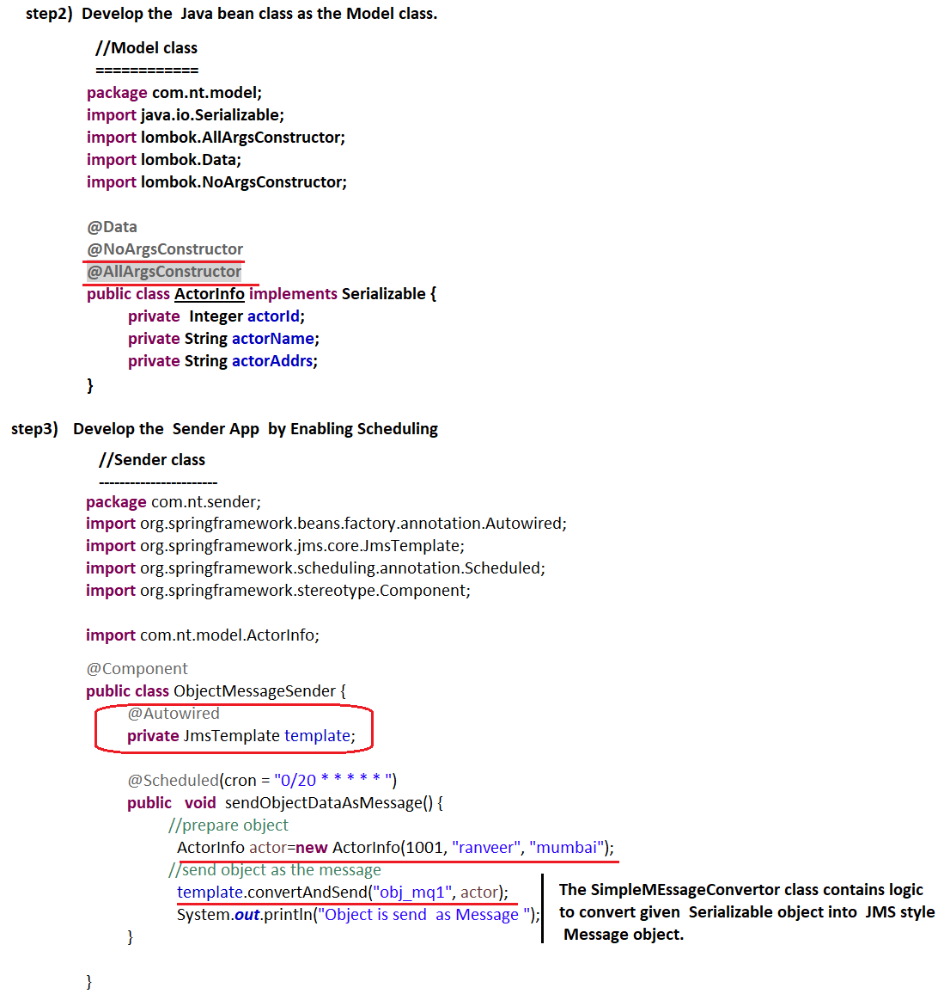 step2) Develop the Java bean class as the Model class.
//Model class
============
package com.nt.model;
import java.io.Serializable;
import lombok.AllArgsConstructor;
import lombok.Data;
import lombok.NoArgsConstructor;
@Data
@NoArgsConstructor
@AllArgsConstructor
public class ActorInfo implements Serializable {
private Integer actorId;
private String actorName;
private String actorAddrs;
}
step3) Develop the Sender App by Enabling Scheduling
//Sender class
-----------------------
package com.nt.sender;
import org.springframework.beans.factory.annotation.Autowired;
import org.springframework.jms.core.JmsTemplate;
import org.springframework.scheduling.annotation.Scheduled;
import org.springframework.stereotype.Component;
import com.nt.model.ActorInfo;
@Component
public class ObjectMessageSender {
@Autowired
private JmsTemplate template;
@Scheduled(cron = "0/20 * * * * * ")
public void sendObjectDataAsMessage() {
//prepare object
ActorInfo actor=new ActorInfo(1001, "ranveer", "mumbai");
//send object as the message
template.convertAndSend("obj_mq1", actor);
System.out.println("Object is send as Message ");
}
}
The SimpleMEssageConvertor class contains logic
to convert given Serializable object into JMS style
Message object.